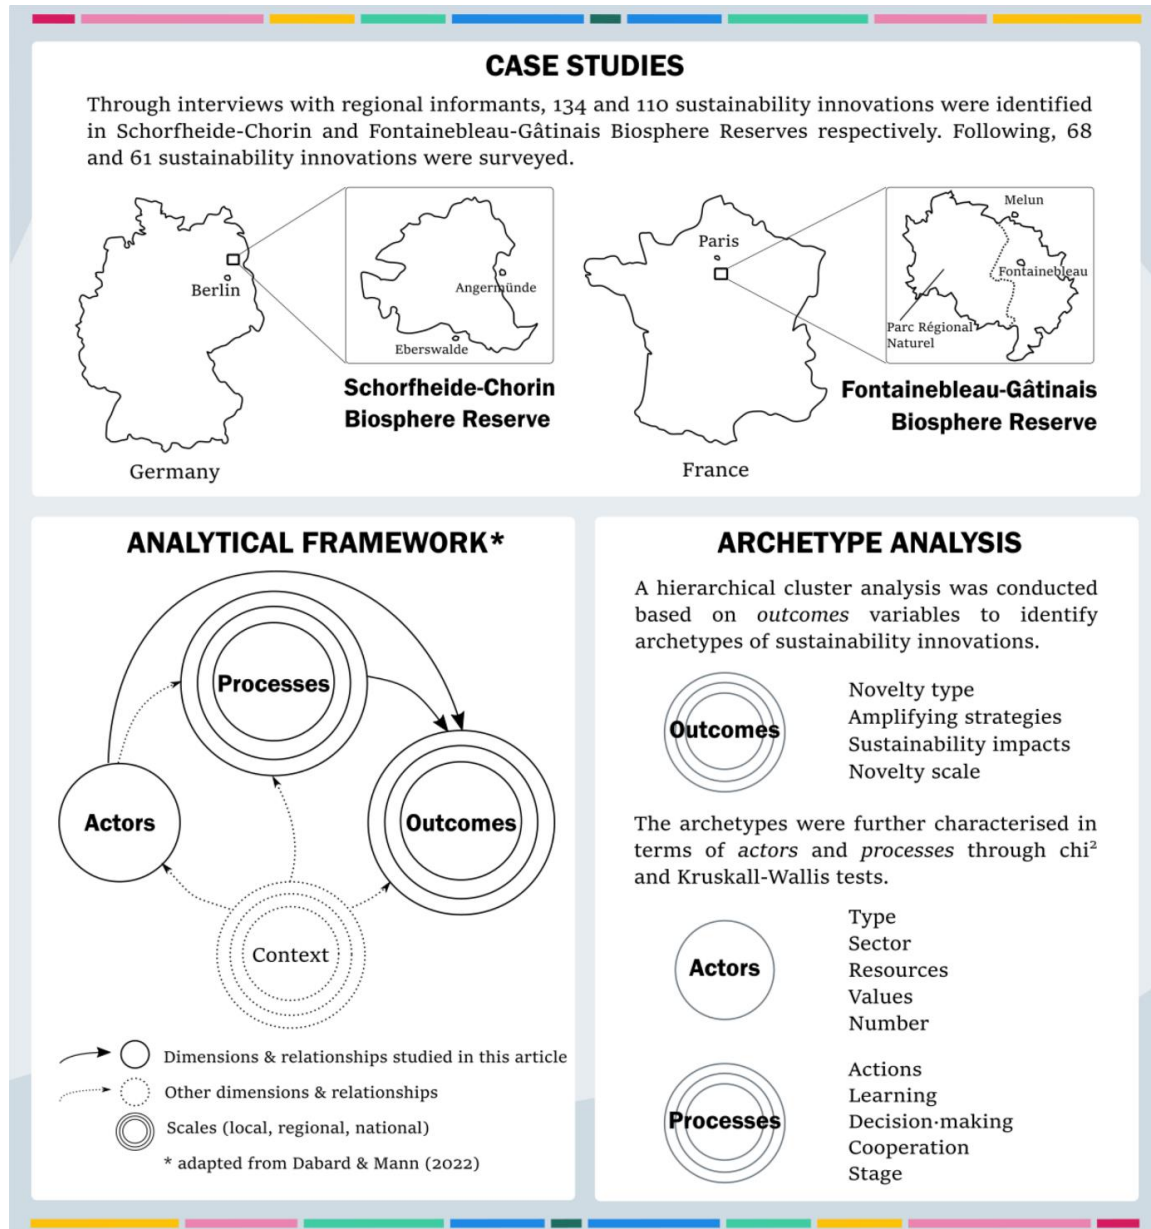 CASE STUDIES
Through interviews with regional informants, 134 and 110 sustainability innovations were identified
in Schorfheide-Chorin and Fontainebleau-Gâtinais Biosphere Reserves respectively. Following, 68
and 61 sustainability innovations were surveyed.
Berlin
Germany
Angermünde
Eberswalde
Schorfheide-Chorin
Biosphere Reserve
Paris
France
Melun
Fontainebleau
Parc Régional
Naturel
Fontainebleau-Gâtinais
Biosphere Reserve
ANALYTICAL FRAMEWORK*
Processes
Actors
Outcomes
Context
Dimensions & relationships studied in this article
Other dimensions & relationships
Scales (local, regional, national)
* adapted from Dabard & Mann (2022)
ARCHETYPE ANALYSIS
A hierarchical cluster analysis was conducted
based on outcomes variables to identify
archetypes of sustainability innovations.
Outcomes
Novelty type
Amplifying strategies
Sustainability impacts
Novelty scale
The archetypes were further characterised in
terms of actors and processes through chi²
and Kruskall-Wallis tests.
Actors
Type
Sector
Resources
Values
Number
Processes
Actions
Learning
Decision·making
Cooperation
Stage